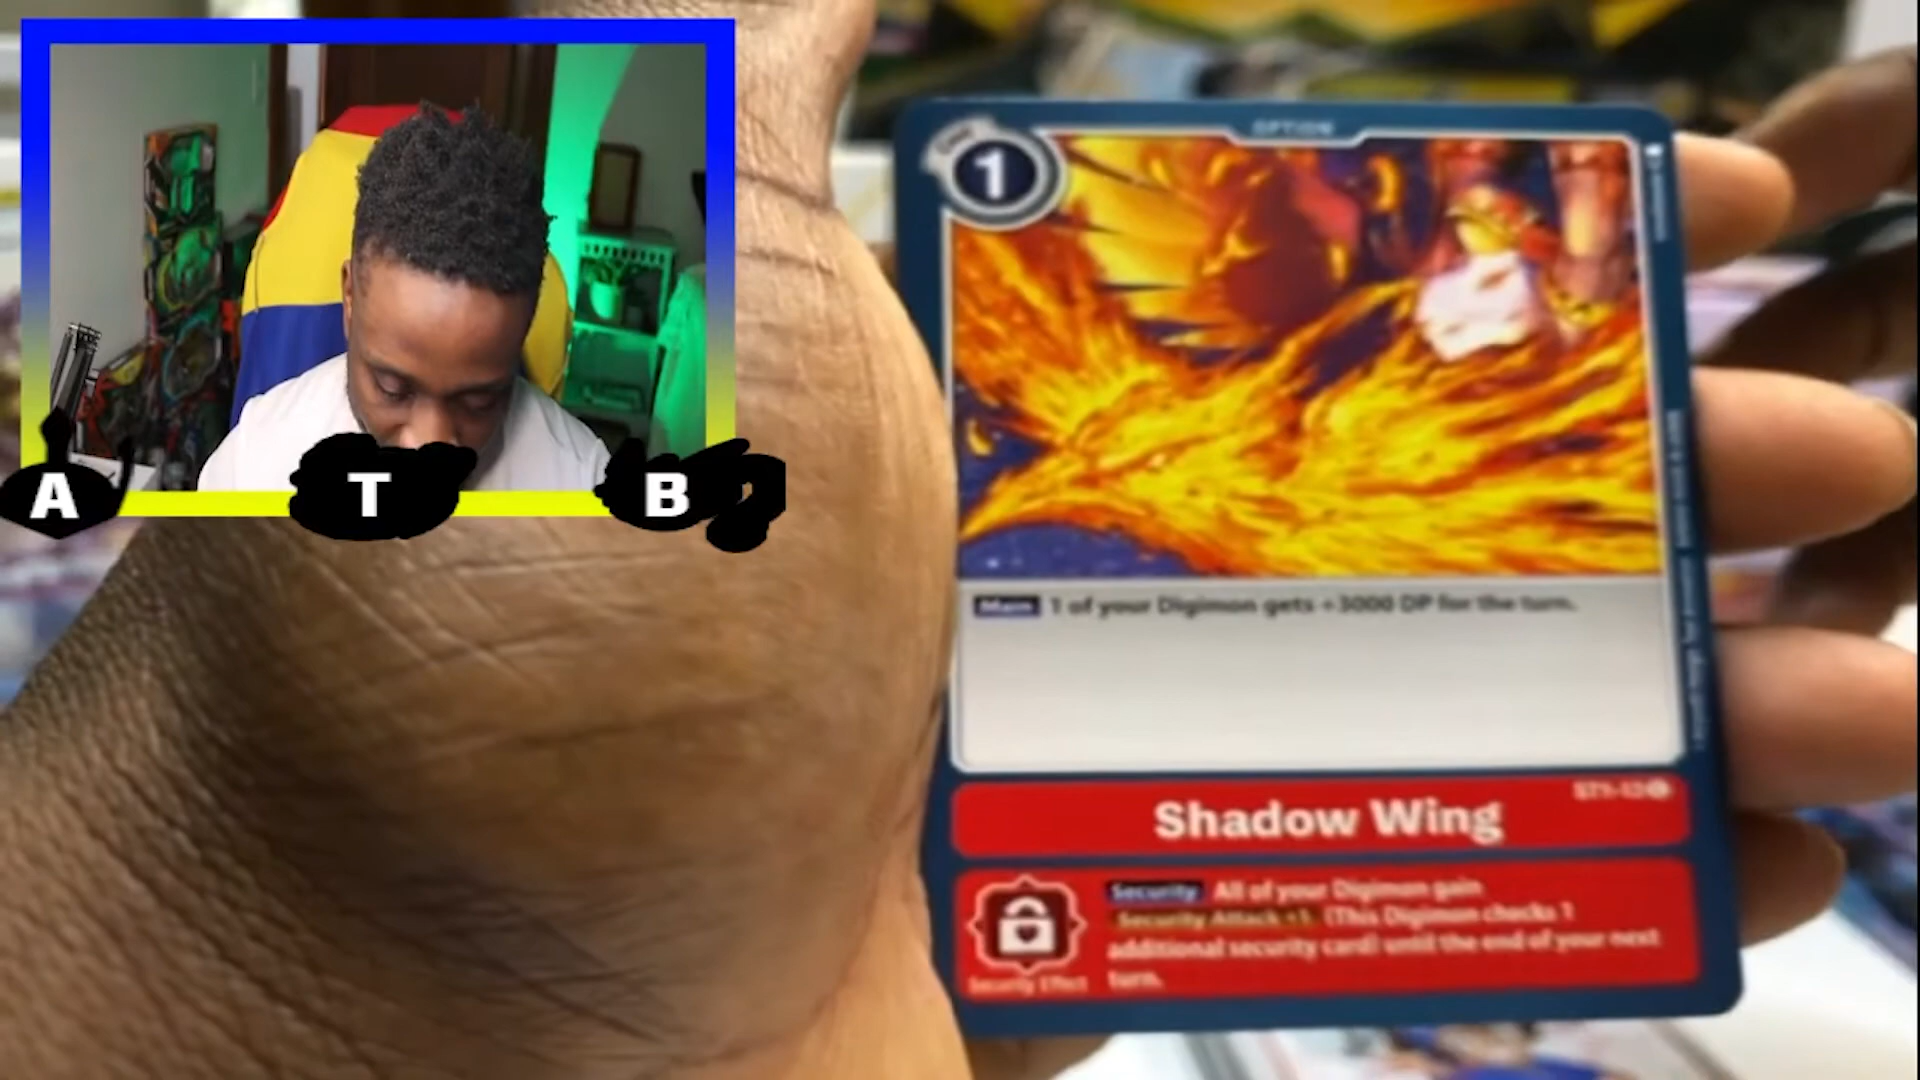 A
T
B
OPTION
1
Main 1 of your Digimon gets +3000 DP for the turn.
Shadow Wing
Security All of your Digimon gain
Security Attack +1 (This Digimon checks 1
additional security card) until the end of your next
turn.
Security Effect